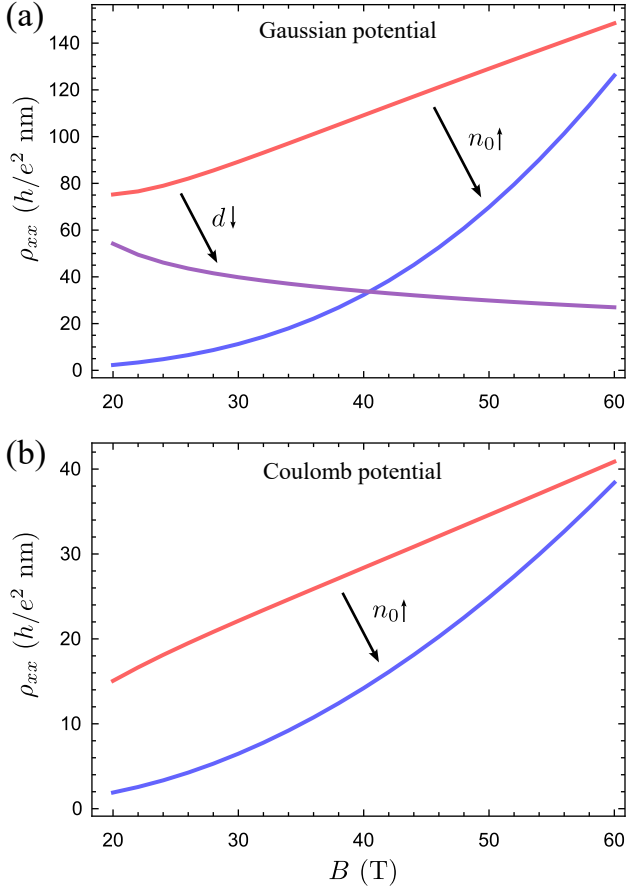 (a)
Gaussian potential
140
120
100
80
60
40
20
0
ρxx (h/e² nm)
n₀↑
d↓
20 30 40 50 60
(b)
Coulomb potential
40
30
20
10
0
ρxx (h/e² nm)
n₀↑
20 30 40 50 60
B (T)